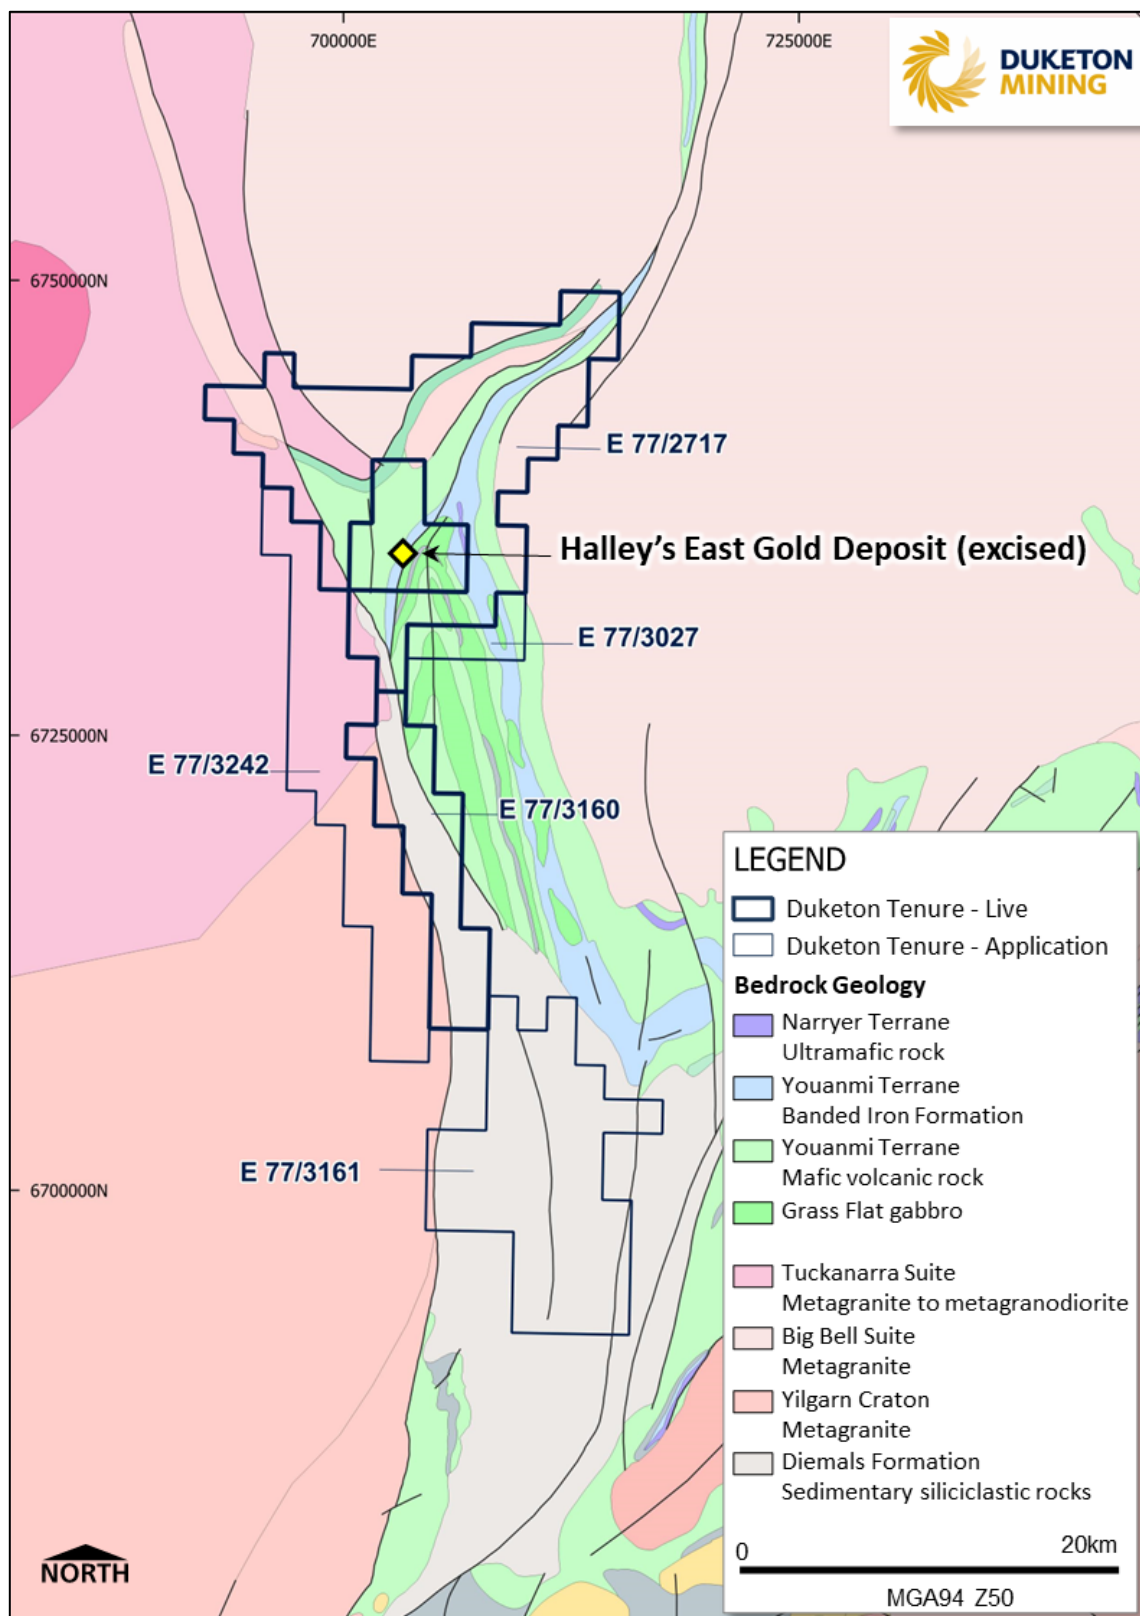 700000E
725000E
DUKETON
MINING
6750000N
E 77/2717
Halley's East Gold Deposit (excised)
E 77/3027
6725000N
E 77/3242
E 77/3160
LEGEND
Duketon Tenure - Live
Duketon Tenure - Application
Bedrock Geology
Narryer Terrane
Ultramafic rock
Youanmi Terrane
Banded Iron Formation
Youanmi Terrane
Mafic volcanic rock
Grass Flat gabbro
Tuckanarra Suite
Metagranite to metagranodiorite
Big Bell Suite
Metagranite
Yilgarn Craton
Metagranite
Diemals Formation
Sedimentary siliciclastic rocks
E 77/3161
6700000N
0 20km
MGA94 Z50
NORTH